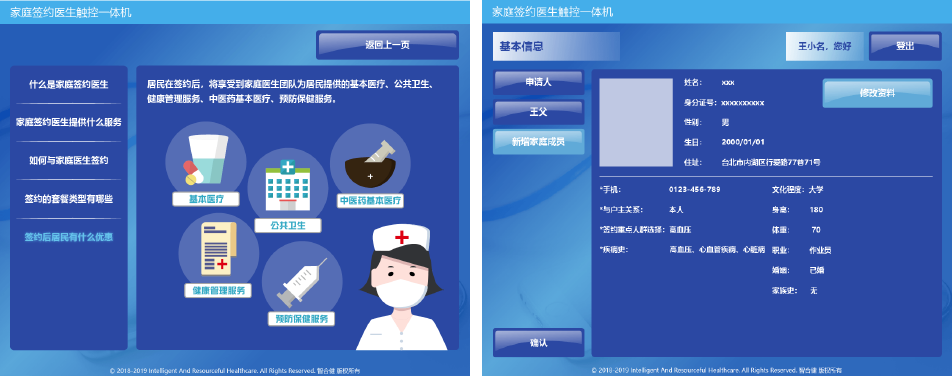 家庭签约医生触控一体机
返回上一页
什么是家庭签约医生
家庭签约医生提供什么服务
如何与家庭医生签约
签约的套餐类型有哪些
签约后居民有什么优惠
居民在签约后，将享受到家庭医生团队为居民提供的基本医疗、公共卫生、
健康管理服务、中医药基本医疗、预防保健服务。
基本医疗
公共卫生
中医药基本医疗
健康管理服务
预防保健服务
© 2018-2019 Intelligent And Resourceful Healthcare. All Rights Reserved. 智合健 版权所有
家庭签约医生触控一体机
基本信息
王小名，您好
登出
申请人
王父
新增家庭成员
确认
姓名： xxx
修改资料
身分证号：xxxxxxxxxx
性别： 男
生日： 2000/01/01
住址： 台北市内湖区行爱路77巷71号
*手机： 0123-456-789 文化程度：大学
*与户主关系： 本人 身高： 180
*签约重点人群选择：高血压 体重： 70
*疾病史： 高血压、心血管疾病、心脏病 职业： 作业员
婚姻： 已婚
家族史： 无
© 2018-2019 Intelligent And Resourceful Healthcare. All Rights Reserved. 智合健 版权所有